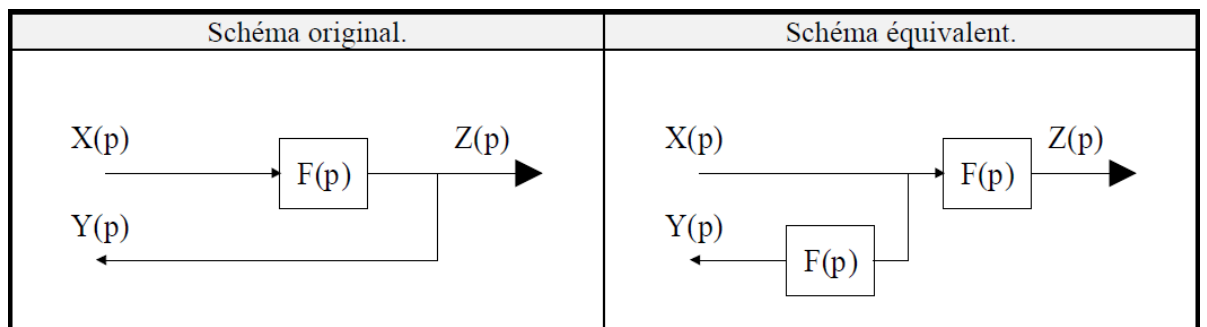 Schéma original.
Schéma équivalent.
X(p)
F(p)
Z(p)
Y(p)
X(p)
F(p)
Z(p)
Y(p)
F(p)